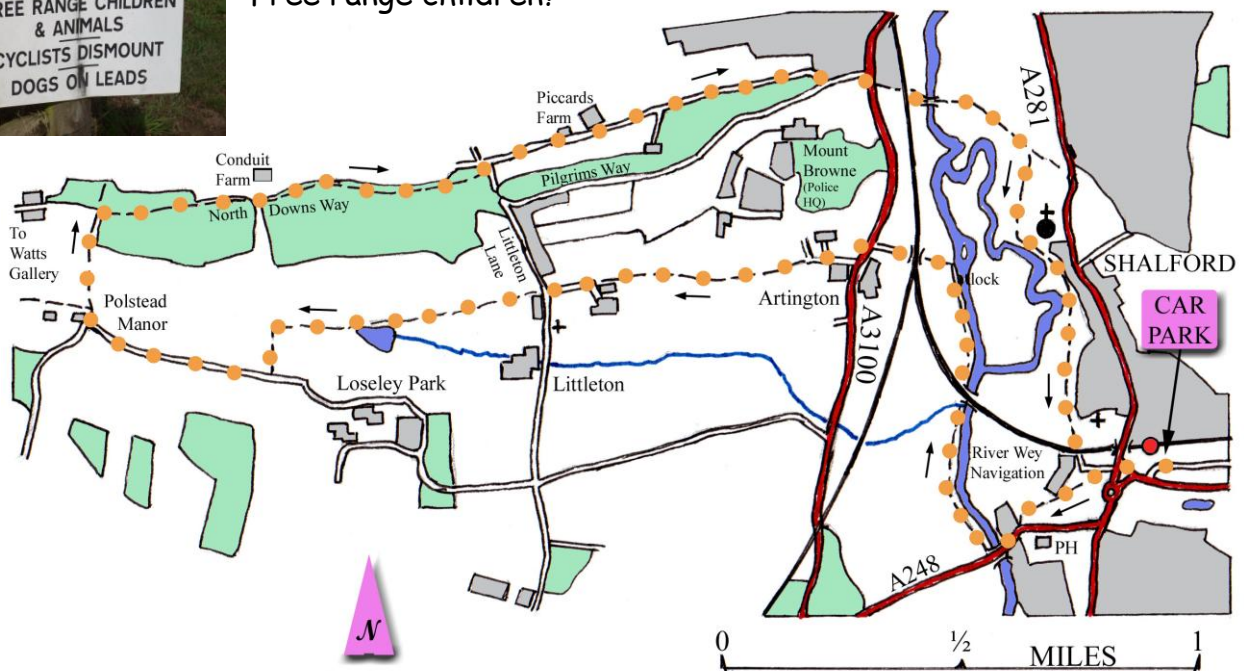 REE RANGE CHILDREN
& ANIMALS
CYCLISTS DISMOUNT
DOGS ON LEADS
Free range children!
Piccards
Farm
Conduit
Farm
Pilgrims Way
Mount
Browne
(Police
HQ)
A281
North Downs Way
To
Watts
Gallery
Littleton
Lane
Polstead
Manor
Artington
lock
SHALFORD
CAR
PARK
A3100
Loseley Park
Littleton
River Wey
Navigation
PH
A248
N
0
½
1
MILES